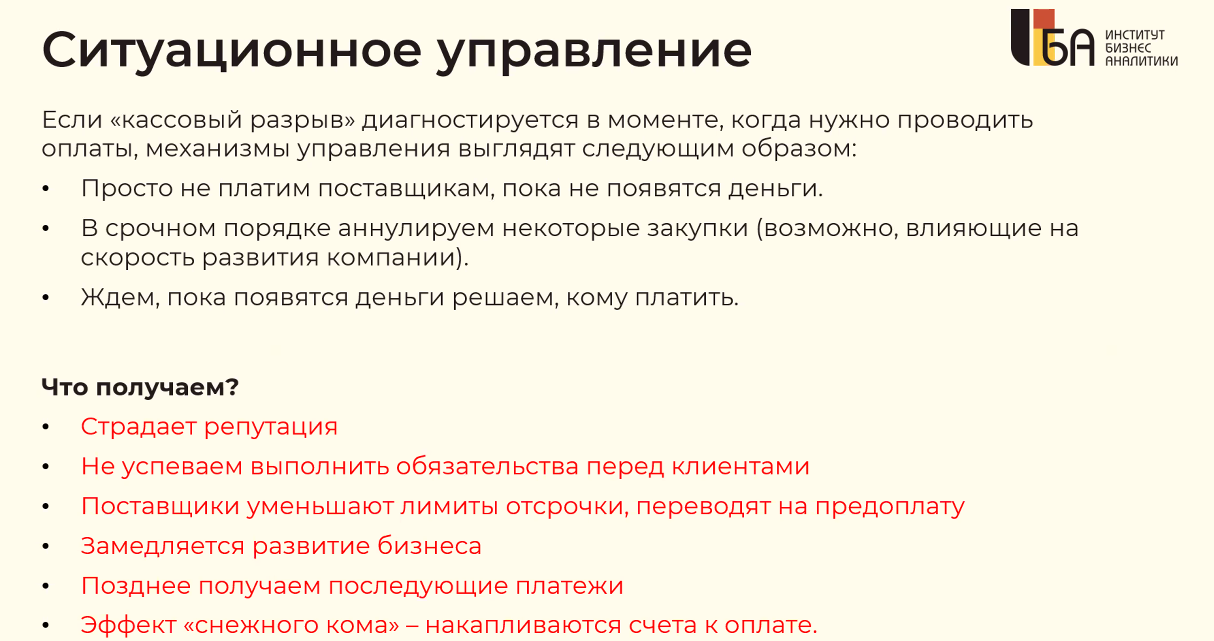 Ситуационное управление
БА ИНСТИТУТ
БИЗНЕС
АНАЛИТИКИ
Если «кассовый разрыв» диагностируется в моменте, когда нужно проводить
оплаты, механизмы управления выглядят следующим образом:
• Просто не платим поставщикам, пока не появятся деньги.
• В срочном порядке аннулируем некоторые закупки (возможно, влияющие на
скорость развития компании).
• Ждем, пока появятся деньги решаем, кому платить.
Что получаем?
• Страдает репутация
• Не успеваем выполнить обязательства перед клиентами
• Поставщики уменьшают лимиты отсрочки, переводят на предоплату
• Замедляется развитие бизнеса
• Позднее получаем последующие платежи
• Эффект «снежного кома» – накапливаются счета к оплате.